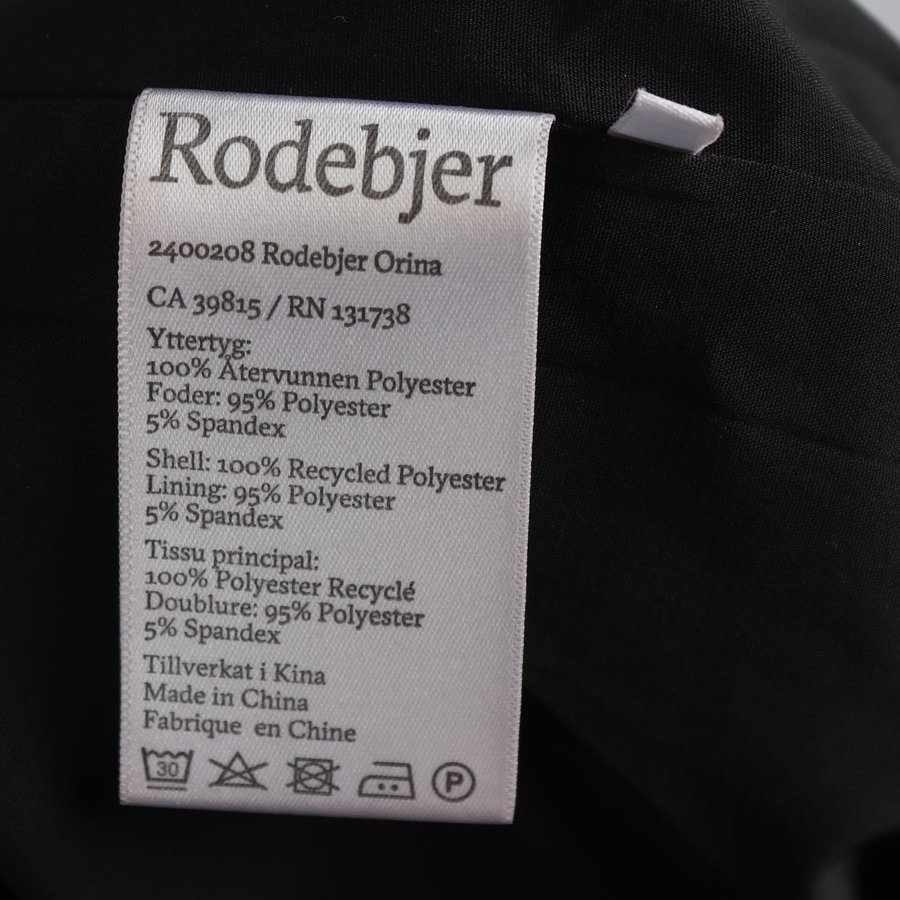 Rodebjer
2400208 Rodebjer Orina
CA 39815 / RN 131738
Yttertyg:
100% Återvunnen Polyester
Foder: 95% Polyester
5% Spandex
Shell: 100% Recycled Polyester
Lining: 95% Polyester
5% Spandex
Tissu principal:
100% Polyester Recyclé
Doublure: 95% Polyester
5% Spandex
Tillverkat i Kina
Made in China
Fabrique en Chine
30 P